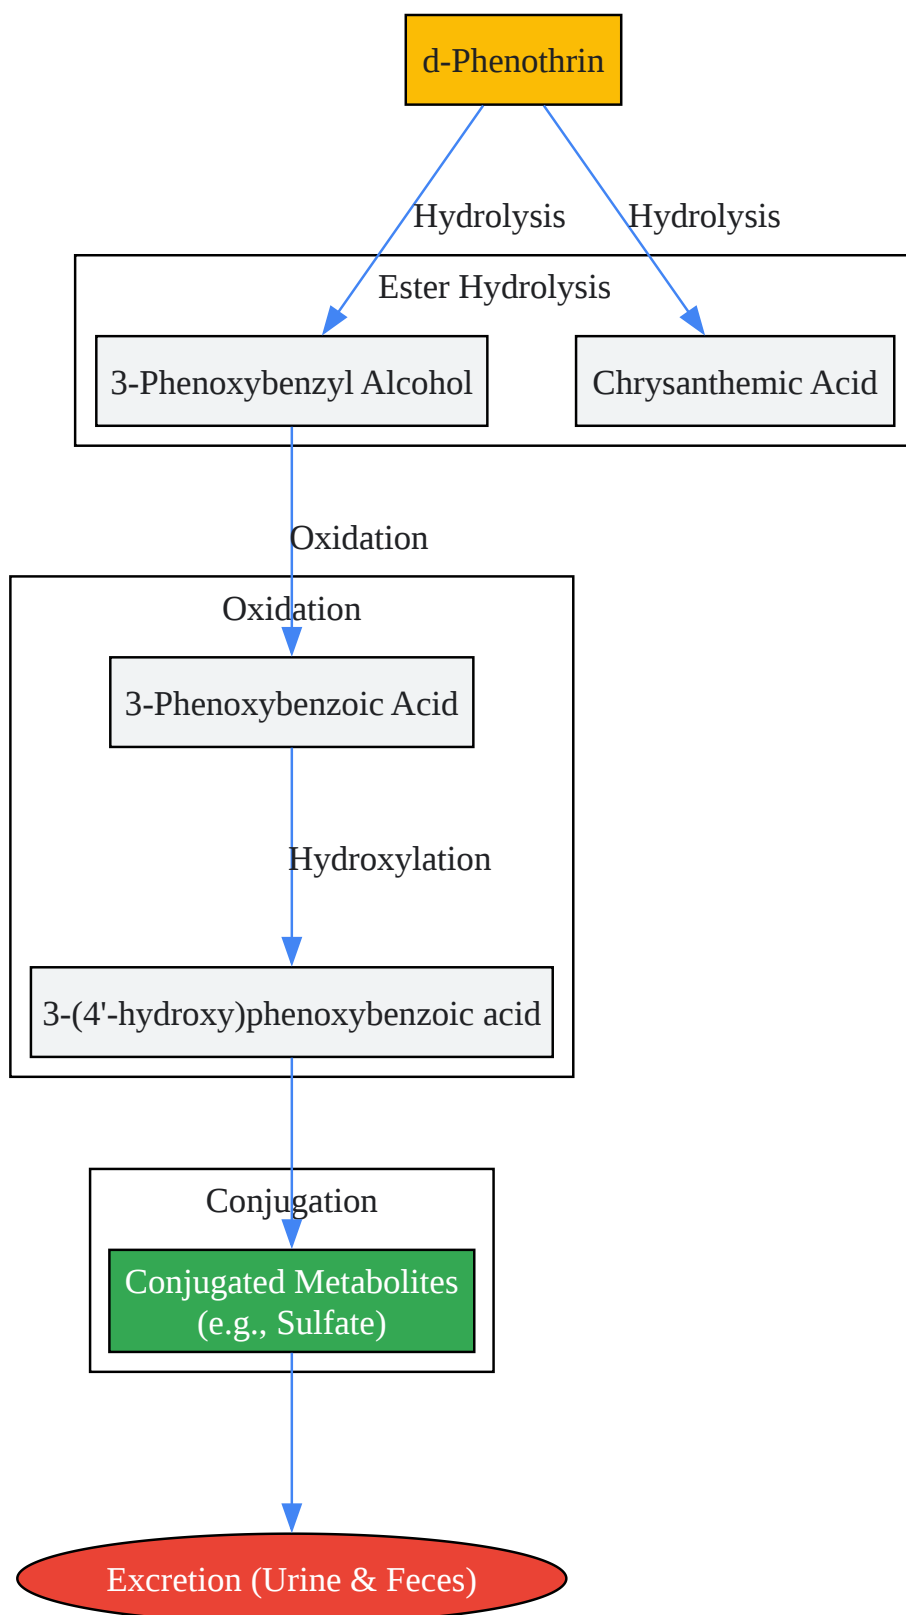 d-Phenothrin
Hydrolysis
Hydrolysis
Ester Hydrolysis
3-Phenoxybenzyl Alcohol
Chrysanthemic Acid
Oxidation
Oxidation
3-Phenoxybenzoic Acid
Hydroxylation
3-(4'-hydroxy)phenoxybenzoic acid
Conjugation
Conjugated Metabolites
(e.g., Sulfate)
Excretion (Urine & Feces)